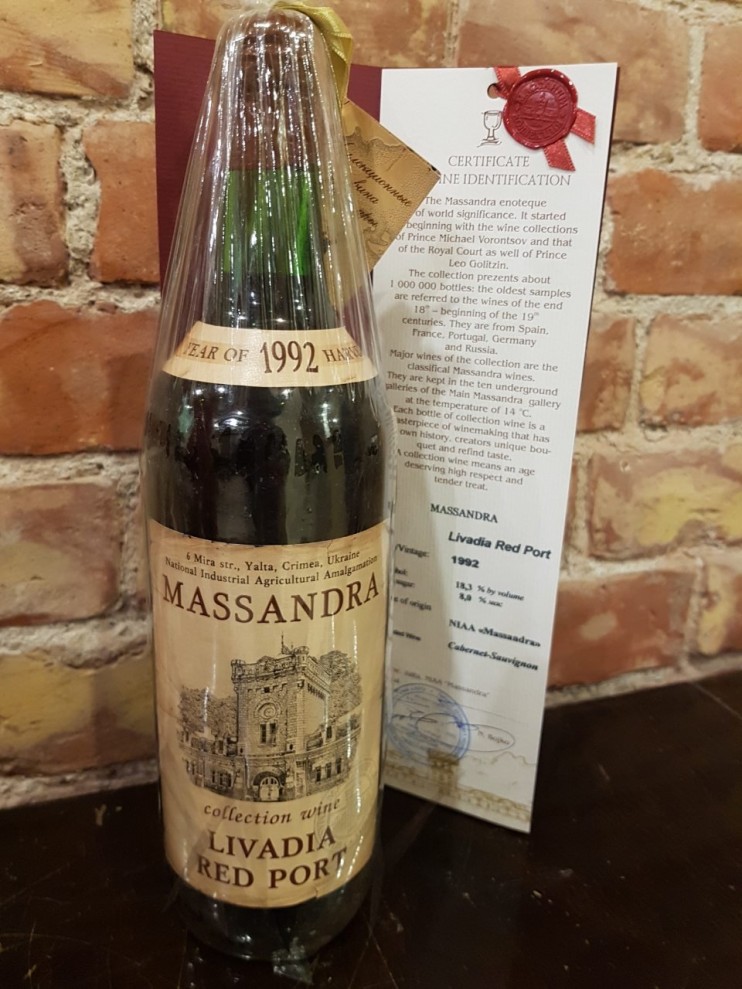 YEAR OF 1992
6 Mira str., Yalta, Crimea, Ukraine
National Industrial Agricultural Amalgamation
MASSANDRA
collection wine
LIVADIA
RED PORT
CERTIFICATE
IDENTIFICATION
The Massandra enoteque
of world significance. It started
beginning with the wine collections
of Prince Michael Vorontsov and that
of the Royal Court as well of Prince
Leo Golitzin.
The collection prezents about
1 000 000 bottles: the oldest samples
are referred to the wines of the end
18th – beginning of the 19th
centuries. They are from Spain,
France, Portugal, Germany
and Russia.
Major wines of the collection are the
classifical Massandra wines.
They are kept in the ten underground
galleries of the Main Massandra gallery
at the temperature of 14 °C.
Each bottle of collection wine is a
masterpiece of winemaking that has
own history, creators unique bou-
quet and refind taste.
A collection wine means an age
deserving high respect and
tender treat.
MASSANDRA
Livadia Red Port
/Vintage: 1992
18,3 % by volume
8,0 %
of origin NIAA «Massandra»
Cabernet-Sauvignon
вина